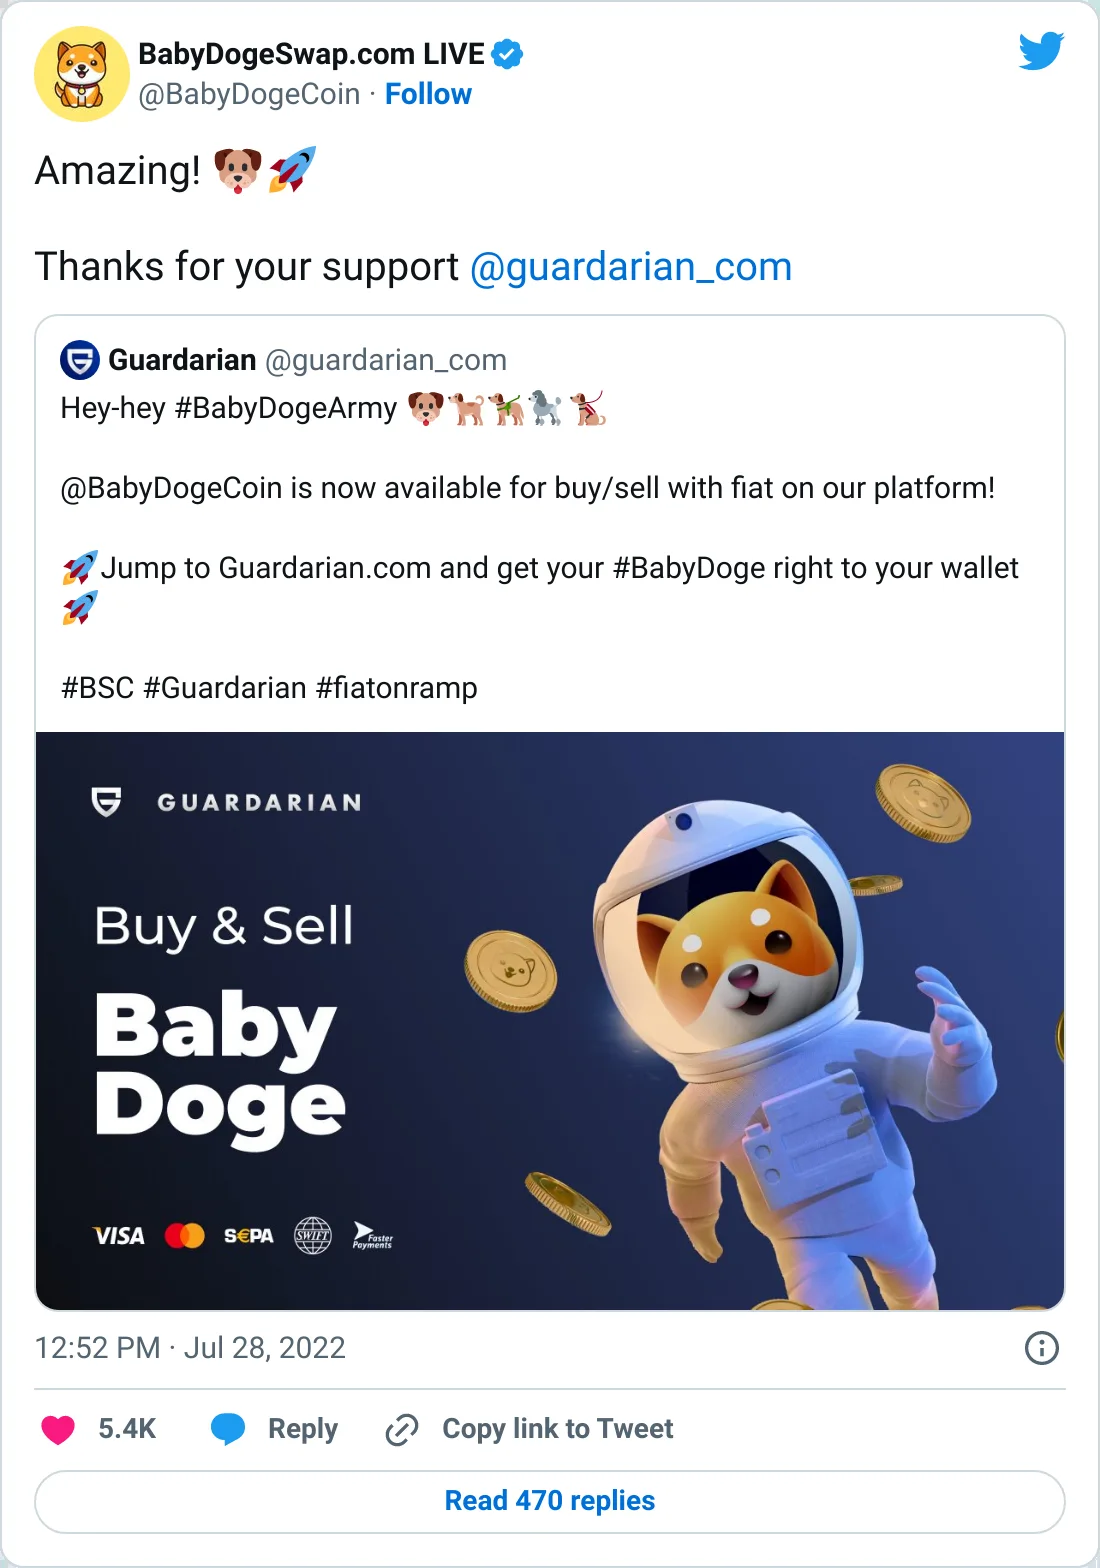 BabyDogeSwap.com LIVE
@BabyDogeCoin · Follow
Amazing! 🐶🚀
Thanks for your support @guardarian_com
Guardarian @guardarian_com
Hey-hey #BabyDogeArmy 🐶🐕🦮🐩🐕‍🦺
@BabyDogeCoin is now available for buy/sell with fiat on our platform!
🚀Jump to Guardarian.com and get your #BabyDoge right to your wallet
🚀
#BSC #Guardarian #fiatonramp
GUARDARIAN
Buy & Sell
Baby
Doge
VISA S€PA SWIFT Faster Payments
12:52 PM · Jul 28, 2022
5.4K Reply Copy link to Tweet
Read 470 replies